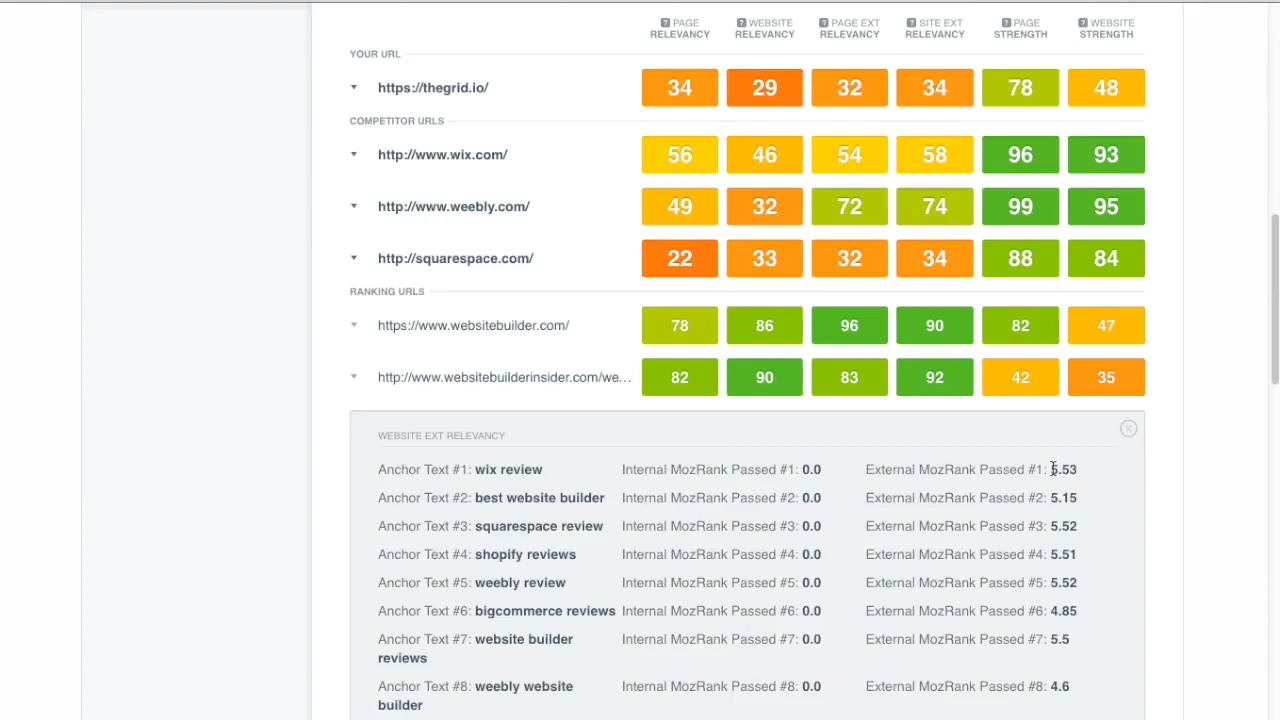 ? PAGE RELEVANCY
? WEBSITE RELEVANCY
? PAGE EXT RELEVANCY
? SITE EXT RELEVANCY
? PAGE STRENGTH
? WEBSITE STRENGTH
YOUR URL
https://thegrid.io/ 34 29 32 34 78 48
COMPETITOR URLS
http://www.wix.com/ 56 46 54 58 96 93
http://www.weebly.com/ 49 32 72 74 99 95
http://squarespace.com/ 22 33 32 34 88 84
RANKING URLS
https://www.websitebuilder.com/ 78 86 96 90 82 47
http://www.websitebuilderinsider.com/we... 82 90 83 92 42 35
WEBSITE EXT RELEVANCY
Anchor Text #1: wix review Internal MozRank Passed #1: 0.0 External MozRank Passed #1: 5.53
Anchor Text #2: best website builder Internal MozRank Passed #2: 0.0 External MozRank Passed #2: 5.15
Anchor Text #3: squarespace review Internal MozRank Passed #3: 0.0 External MozRank Passed #3: 5.52
Anchor Text #4: shopify reviews Internal MozRank Passed #4: 0.0 External MozRank Passed #4: 5.51
Anchor Text #5: weebly review Internal MozRank Passed #5: 0.0 External MozRank Passed #5: 5.52
Anchor Text #6: bigcommerce reviews Internal MozRank Passed #6: 0.0 External MozRank Passed #6: 4.85
Anchor Text #7: website builder Internal MozRank Passed #7: 0.0 External MozRank Passed #7: 5.5
reviews
Anchor Text #8: weebly website Internal MozRank Passed #8: 0.0 External MozRank Passed #8: 4.6
builder